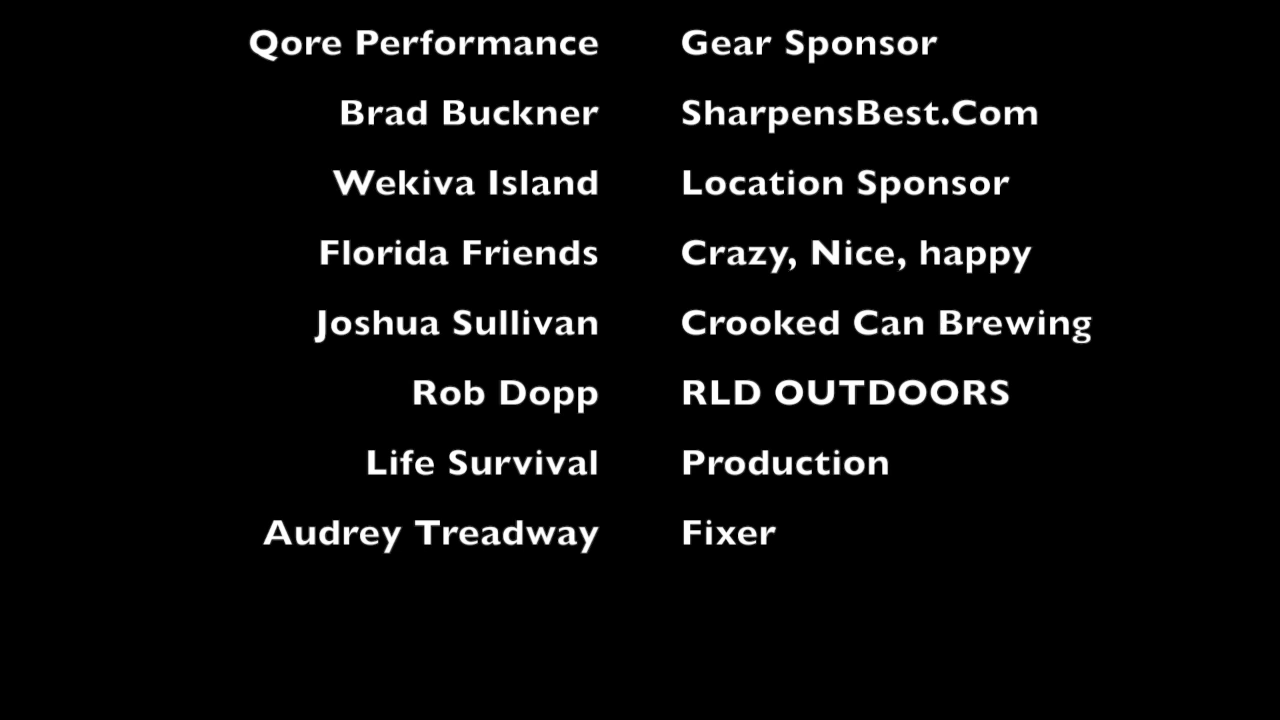 Qore Performance Gear Sponsor
Brad Buckner SharpensBest.Com
Wekiva Island Location Sponsor
Florida Friends Crazy, Nice, happy
Joshua Sullivan Crooked Can Brewing
Rob Dopp RLD OUTDOORS
Life Survival Production
Audrey Treadway Fixer